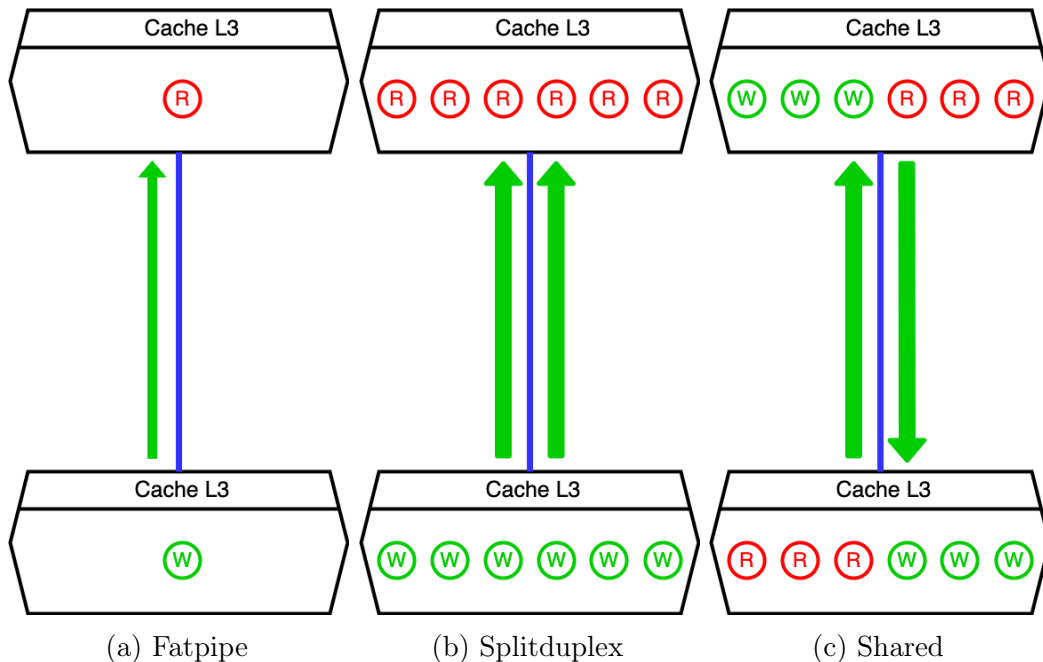 Cache L3 Cache L3 Cache L3
R R R R R R R W W W R R R
Cache L3 Cache L3 Cache L3
W W W W W W W R R R W W W
(a) Fatpipe (b) Splitduplex (c) Shared